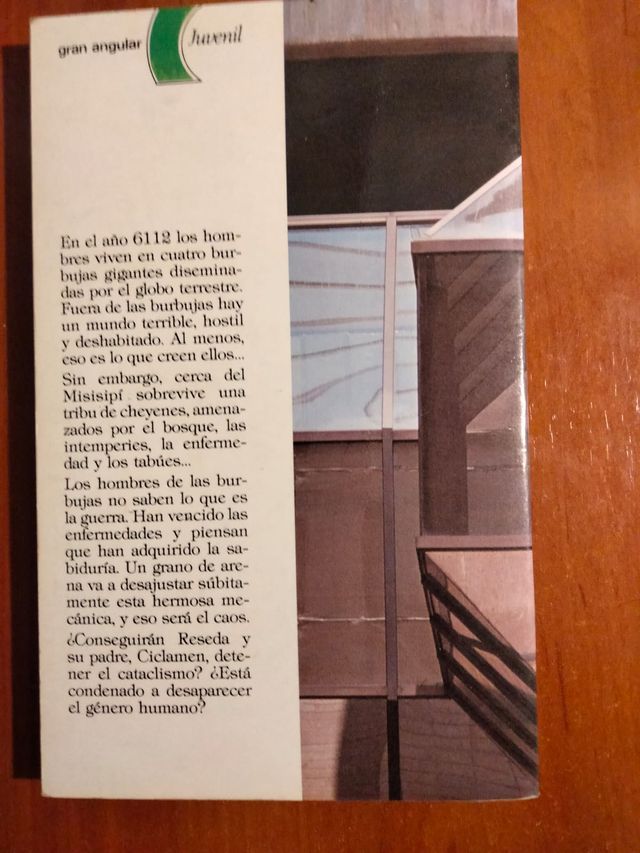 gran angular
Juvenil
En el año 6112 los hom-
bres viven en cuatro bur-
bujas gigantes disemina-
das por el globo terrestre.
Fuera de las burbujas hay
un mundo terrible, hostil
y deshabitado. Al menos,
eso es lo que creen ellos...
Sin embargo, cerca del
Misisipí sobrevive una
tribu de cheyenes, amena-
zados por el bosque, las
intemperies, la enferme-
dad y los tabúes...
Los hombres de las bur-
bujas no saben lo que es
la guerra. Han vencido las
enfermedades y piensan
que han adquirido la sa-
biduría. Un grano de are-
na va a desajustar súbita-
mente esta hermosa me-
cánica, y eso será el caos.
¿Conseguirán Reseda y
su padre, Ciclamen, dete-
ner el cataclismo? ¿Está
condenado a desaparecer
el género humano?